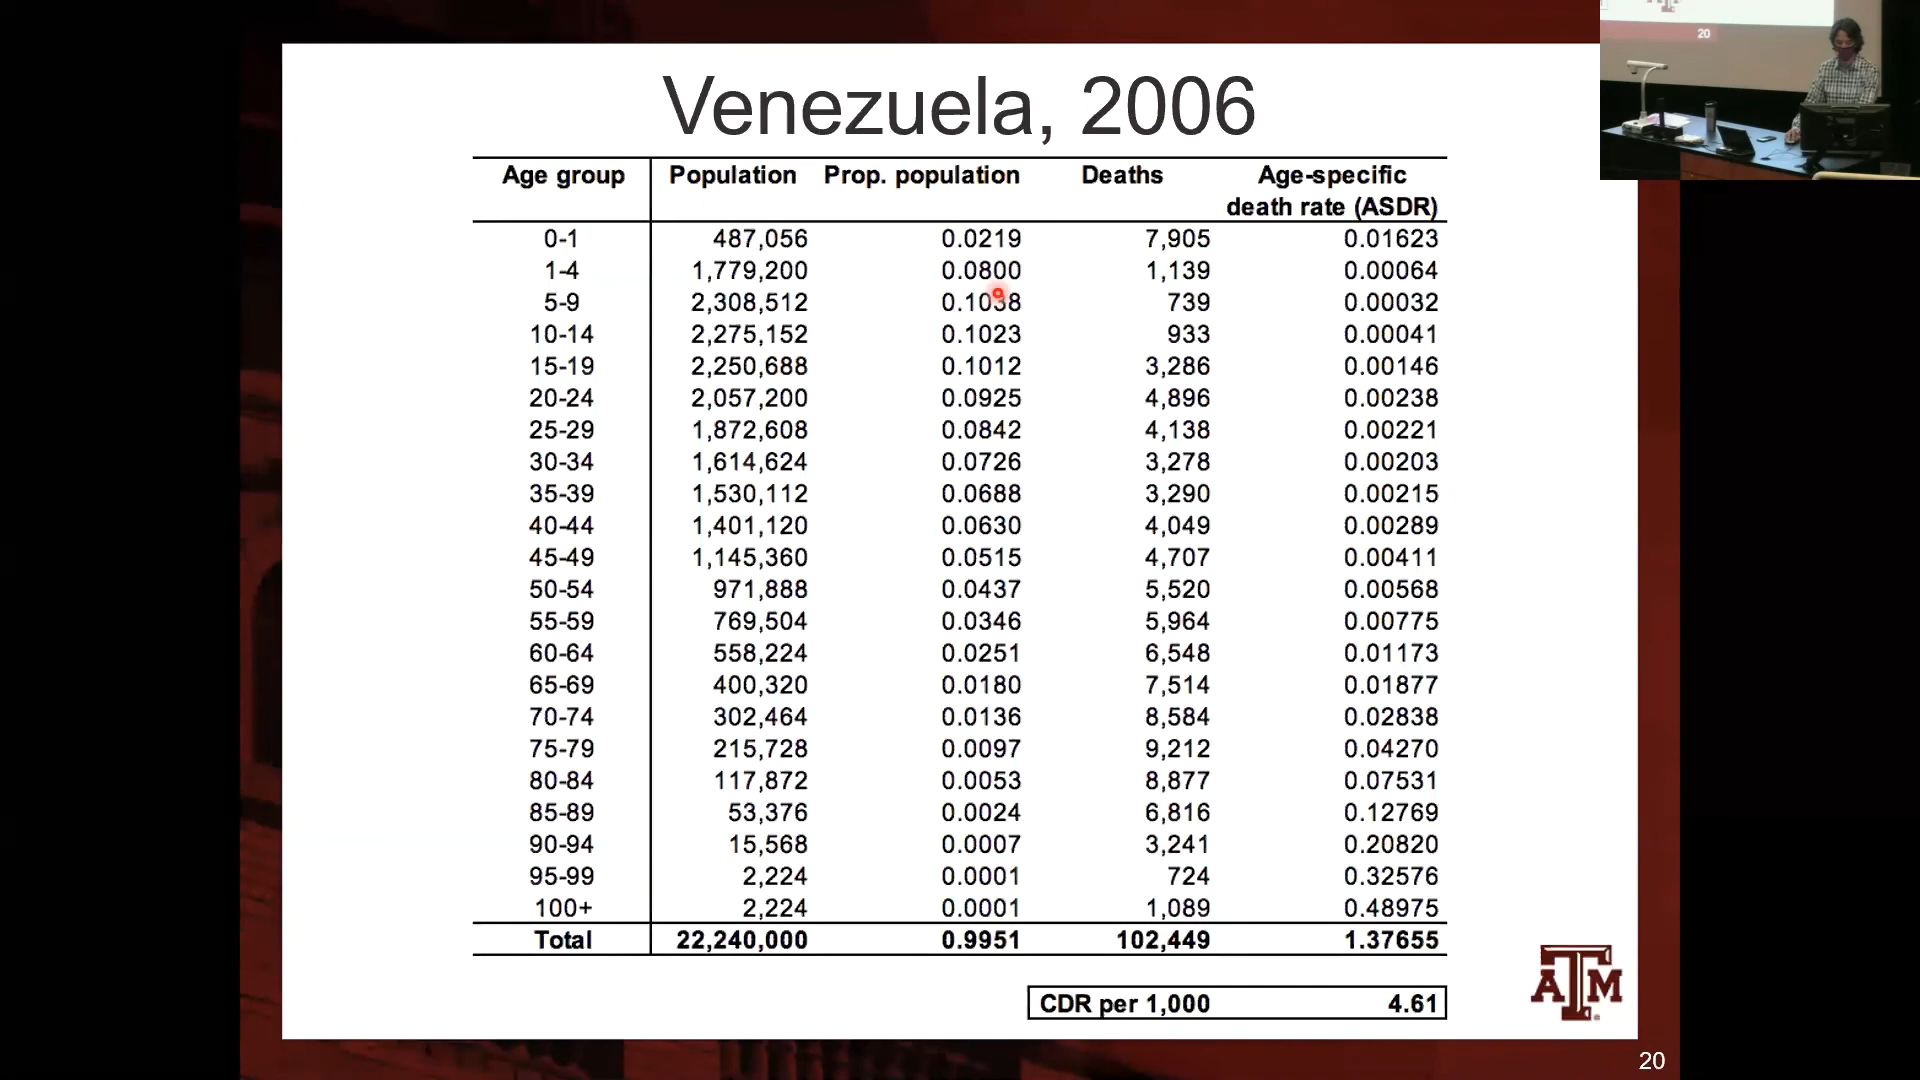 20
Venezuela, 2006
Age group Population Prop. population Deaths Age-specific
death rate (ASDR)
0-1 487,056 0.0219 7,905 0.01623
1-4 1,779,200 0.0800 1,139 0.00064
5-9 2,308,512 0.1038 739 0.00032
10-14 2,275,152 0.1023 933 0.00041
15-19 2,250,688 0.1012 3,286 0.00146
20-24 2,057,200 0.0925 4,896 0.00238
25-29 1,872,608 0.0842 4,138 0.00221
30-34 1,614,624 0.0726 3,278 0.00203
35-39 1,530,112 0.0688 3,290 0.00215
40-44 1,401,120 0.0630 4,049 0.00289
45-49 1,145,360 0.0515 4,707 0.00411
50-54 971,888 0.0437 5,520 0.00568
55-59 769,504 0.0346 5,964 0.00775
60-64 558,224 0.0251 6,548 0.01173
65-69 400,320 0.0180 7,514 0.01877
70-74 302,464 0.0136 8,584 0.02838
75-79 215,728 0.0097 9,212 0.04270
80-84 117,872 0.0053 8,877 0.07531
85-89 53,376 0.0024 6,816 0.12769
90-94 15,568 0.0007 3,241 0.20820
95-99 2,224 0.0001 724 0.32576
100+ 2,224 0.0001 1,089 0.48975
Total 22,240,000 0.9951 102,449 1.37655
CDR per 1,000 4.61
ATM
20